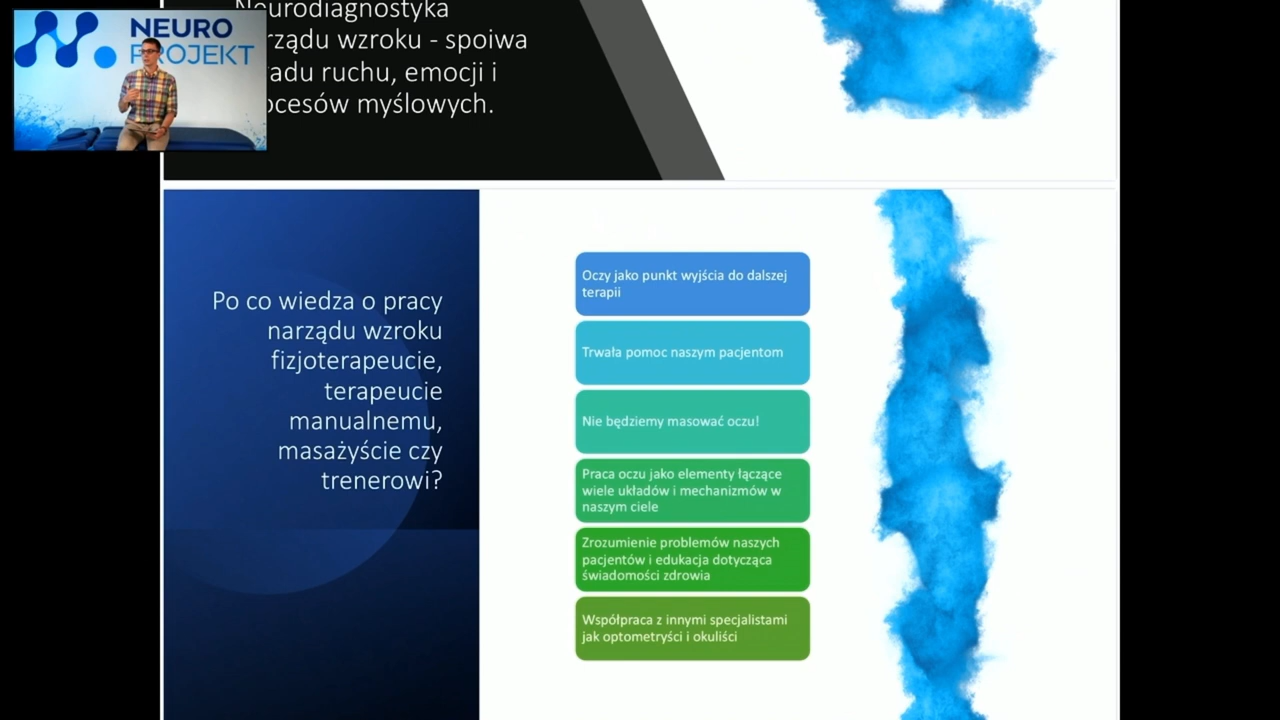 NEURO
PROJEKT
Neurodiagnostyka
rządu wzroku - spoiwa
adu ruchu, emocji i
ocesów myślowych.
Po co wiedza o pracy
narządu wzroku
fizjoterapeucie,
terapeucie
manualnemu,
masażyście czy
trenerowi?
Oczy jako punkt wyjścia do dalszej
terapii
Trwała pomoc naszym pacjentom
Nie będziemy masować oczu!
Praca oczu jako elementy łączące
wiele układów i mechanizmów w
naszym ciele
Zrozumienie problemów naszych
pacjentów i edukacja dotycząca
świadomości zdrowia
Współpraca z innymi specjalistami
jak optometryści i okuliści